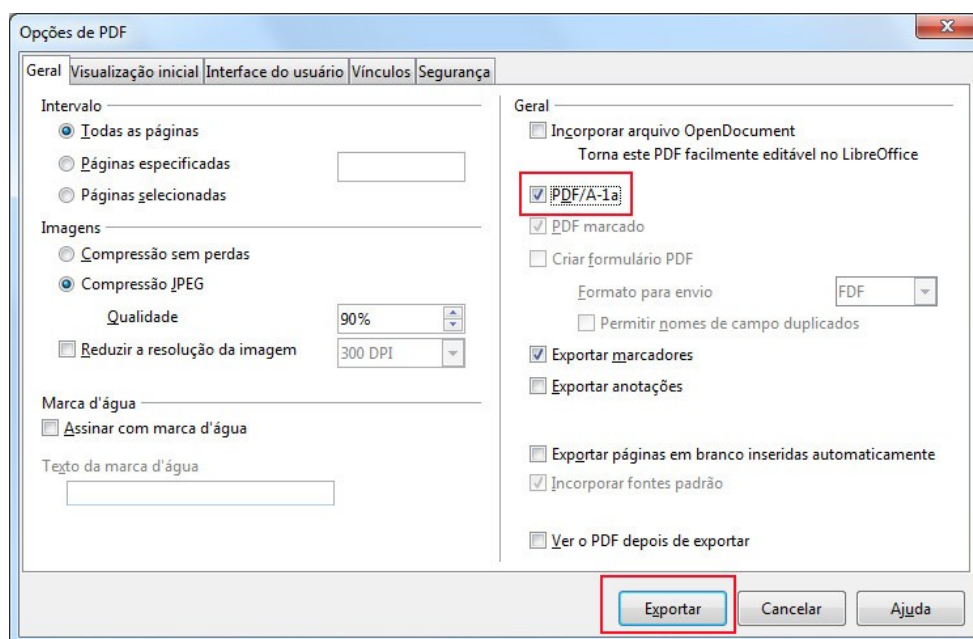 Opções de PDF
Geral Visualização inicial Interface do usuário Vínculos Segurança
Intervalo
Todas as páginas
Páginas especificadas
Páginas selecionadas
Imagens
Compressão sem perdas
Compressão JPEG
Qualidade
90%
Reduzir a resolução da imagem
300 DPI
Marca d'água
Assinar com marca d'água
Texto da marca d'água
Geral
Incorporar arquivo OpenDocument
Torna este PDF facilmente editável no LibreOffice
PDF/A-1a
PDF marcado
Criar formulário PDF
Formato para envio
FDF
Permitir nomes de campo duplicados
Exportar marcadores
Exportar anotações
Exportar páginas em branco inseridas automaticamente
Incorporar fontes padrão
Ver o PDF depois de exportar
Exportar Cancelar Ajuda